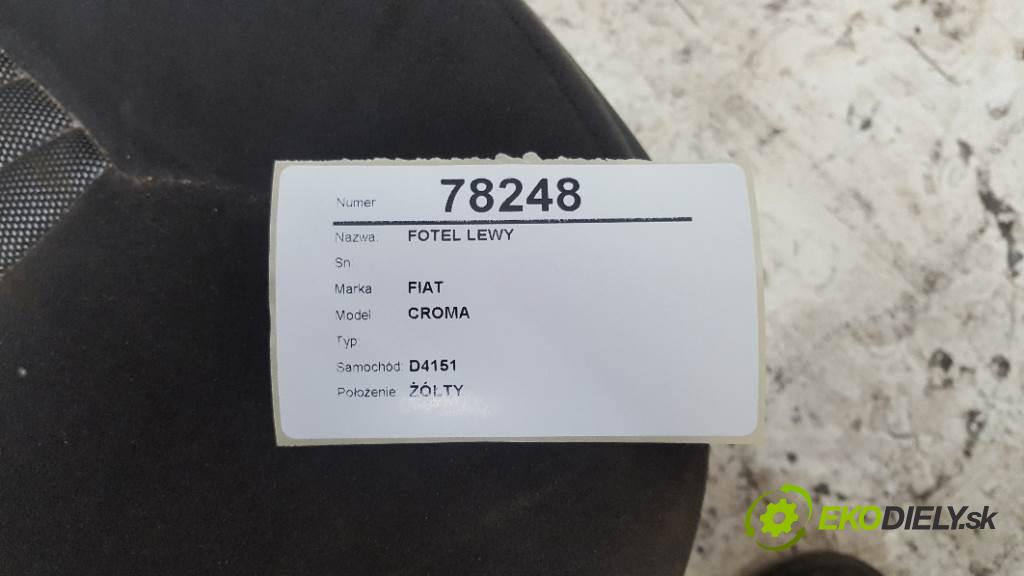 Numer 78248
Nazwa: FOTEL LEWY
Sn
Marka FIAT
Model CROMA
Typ:
Samochód: D4151
Położenie: ŻÓŁTY
EKODIELY.sk